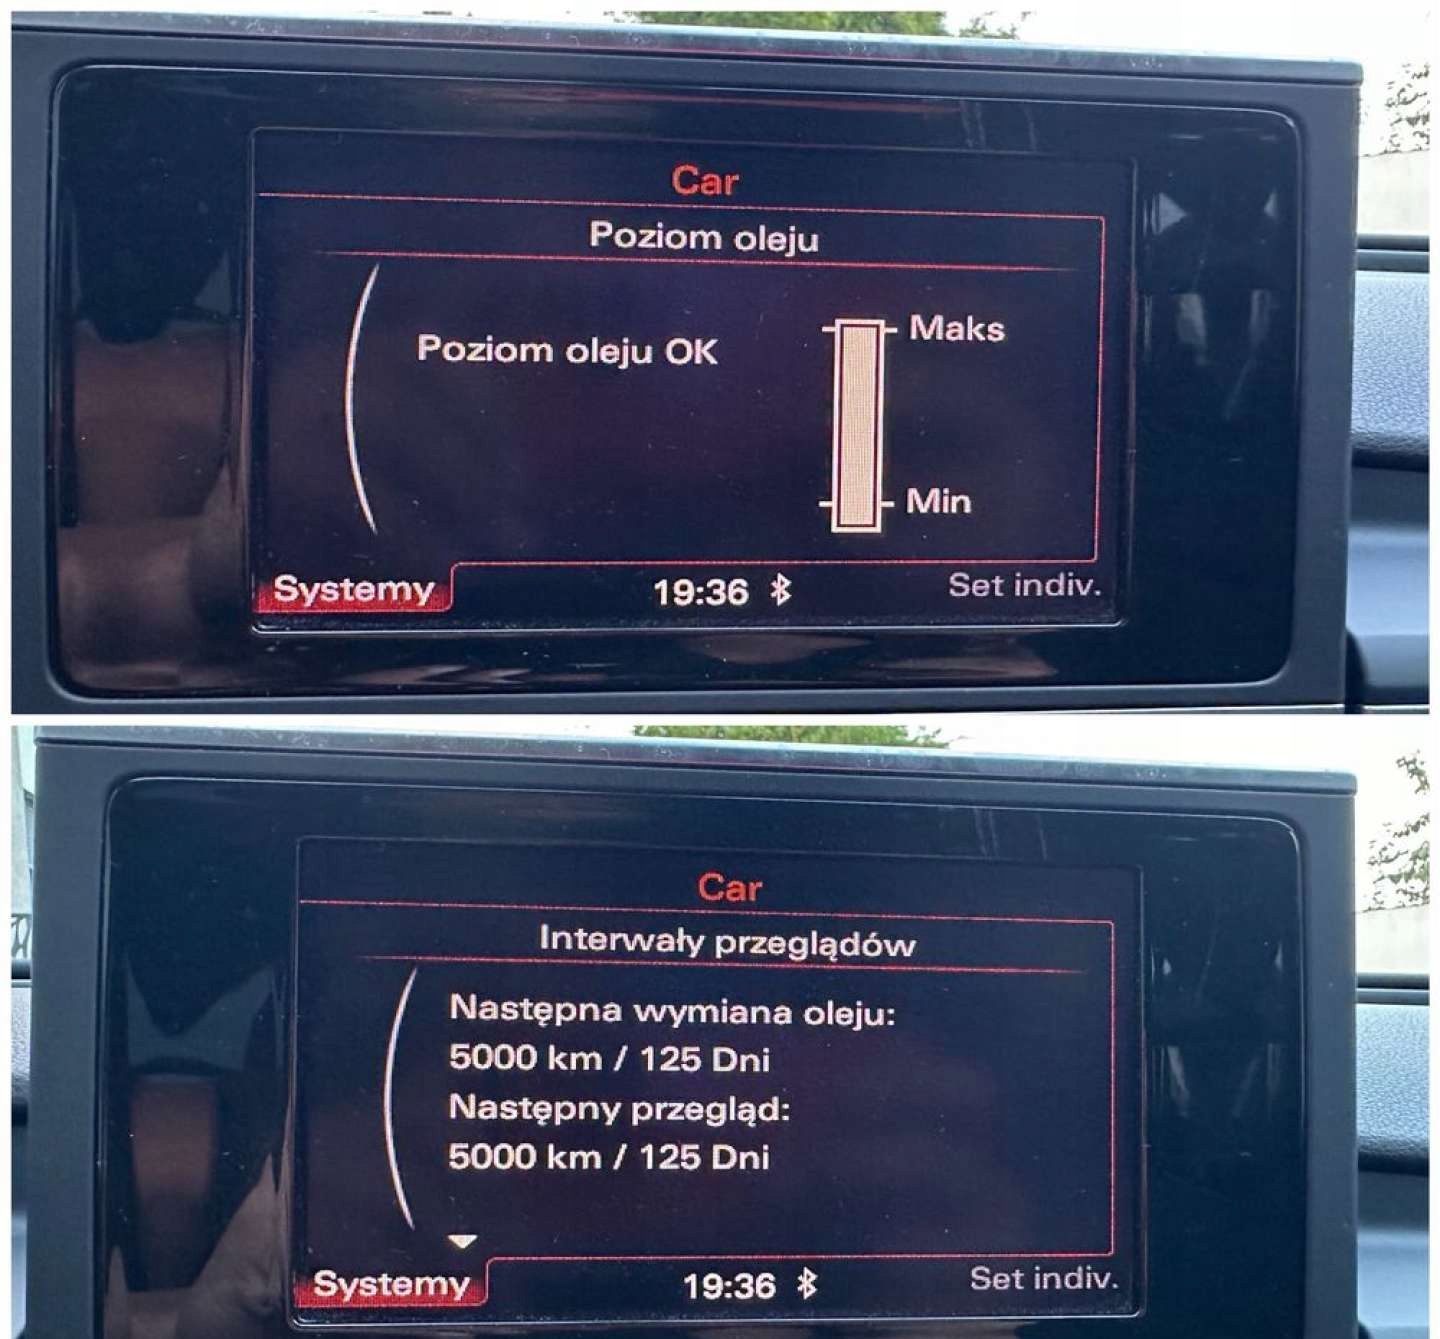 Car
Poziom oleju
Poziom oleju OK
Maks
Min
Systemy
19:36
Set indiv.
Car
Interwały przeglądów
Następna wymiana oleju:
5000 km / 125 Dni
Następny przegląd:
5000 km / 125 Dni
Systemy
19:36
Set indiv.